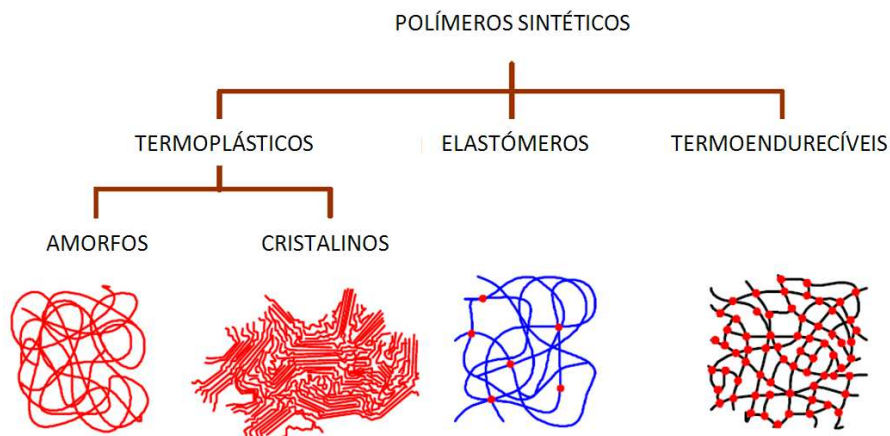 POLÍMEROS SINTÉTICOS
TERMOPLÁSTICOS ELASTÓMEROS TERMOENDURECÍVEIS
AMORFOS CRISTALINOS